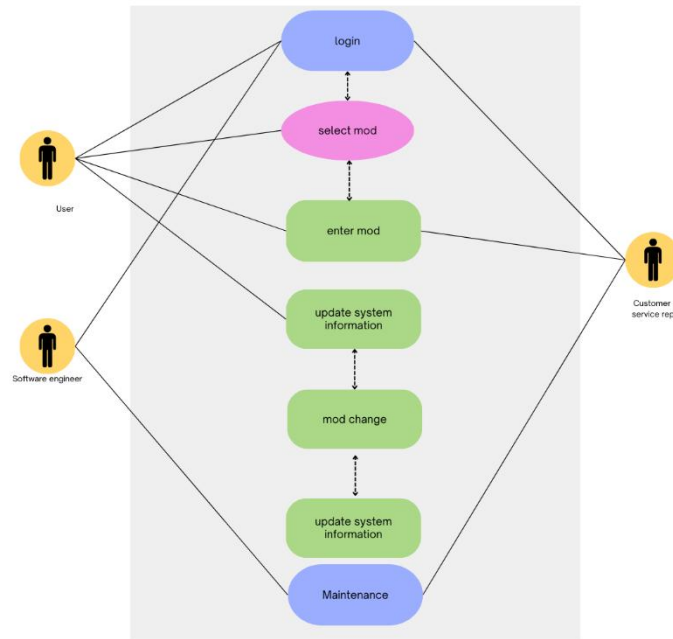 login
select mod
User
enter mod
Customer
service rep
update system
information
Software engineer
mod change
update system
information
Maintenance